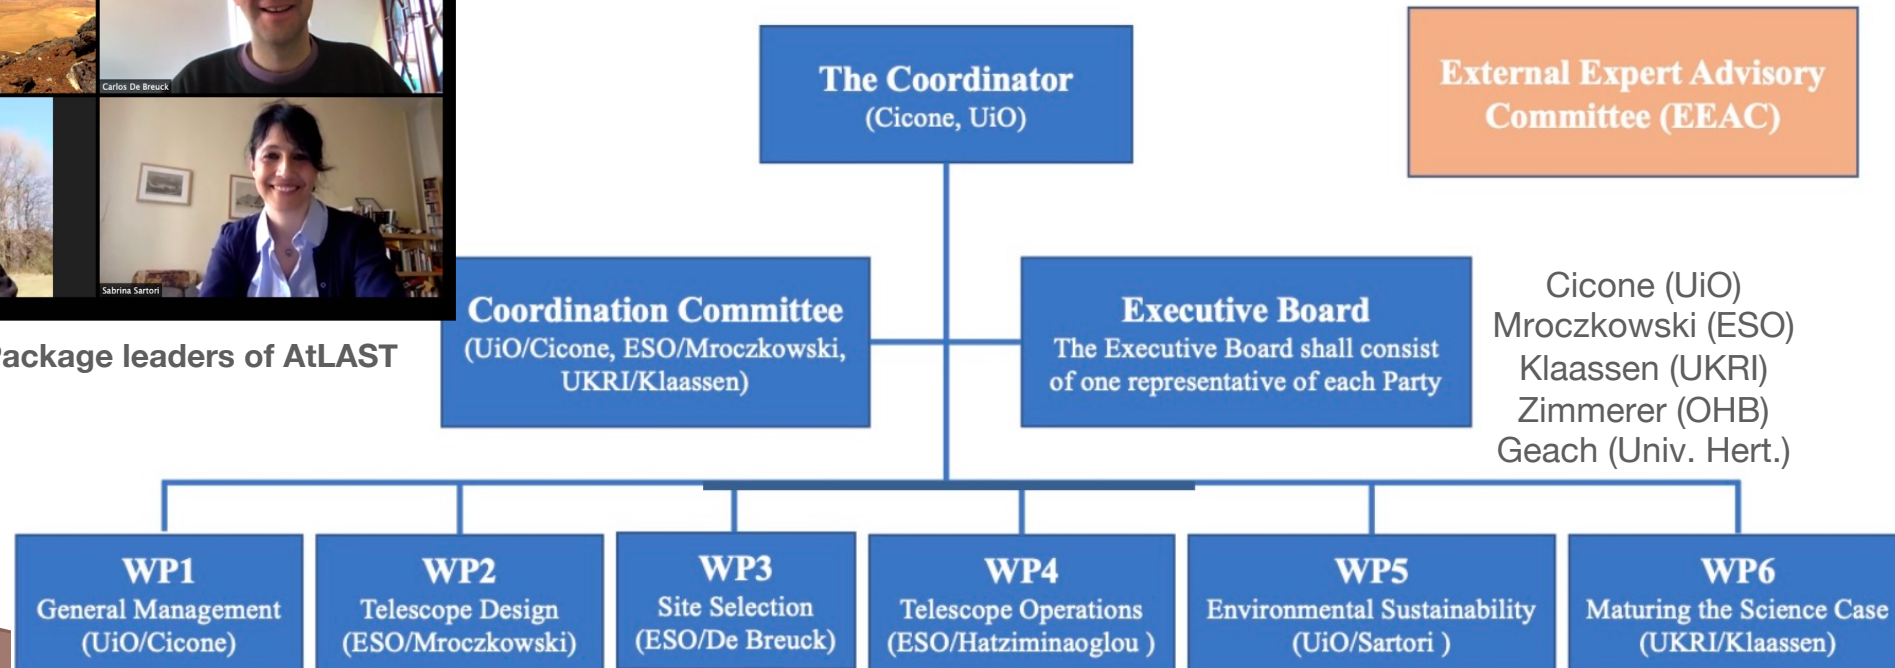 Carlos De Breuck
Sabrina Sartori
Package leaders of AtLAST
The Coordinator
(Cicone, UiO)
External Expert Advisory
Committee (EEAC)
Coordination Committee
(UiO/Cicone, ESO/Mroczkowski,
UKRI/Klaassen)
Executive Board
The Executive Board shall consist
of one representative of each Party
Cicone (UiO)
Mroczkowski (ESO)
Klaassen (UKRI)
Zimmerer (OHB)
Geach (Univ. Hert.)
WP1
General Management
(UiO/Cicone)
WP2
Telescope Design
(ESO/Mroczkowski)
WP3
Site Selection
(ESO/De Breuck)
WP4
Telescope Operations
(ESO/Hatziminaoglou )
WP5
Environmental Sustainability
(UiO/Sartori )
WP6
Maturing the Science Case
(UKRI/Klaassen)